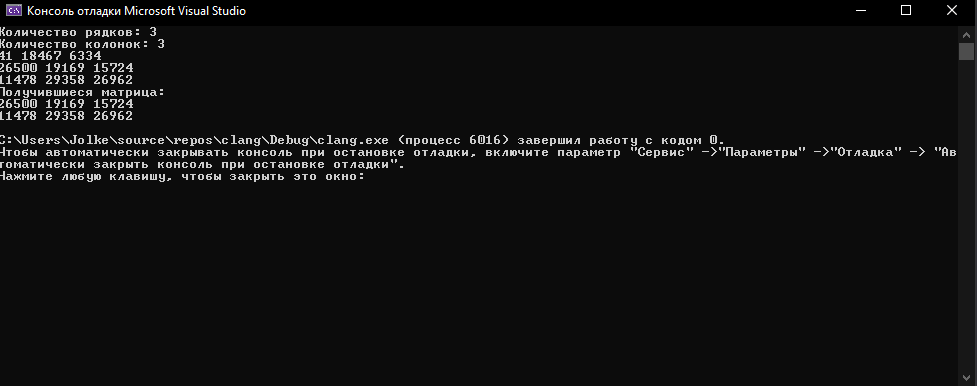 Консоль отладки Microsoft Visual Studio
Количество рядков: 3
Количество колонок: 3
41 18467 6334
26500 19169 15724
11478 29358 26962
Получившиеся матрица:
26500 19169 15724
11478 29358 26962
C:\Users\Jolke\source\repos\clang\Debug\clang.exe (процесс 6016) завершил работу с кодом 0.
Чтобы автоматически закрывать консоль при остановке отладки, включите параметр "Сервис" ->"Параметры" ->"Отладка" -> "Ав
томатически закрыть консоль при остановке отладки".
Нажмите любую клавишу, чтобы закрыть это окно: